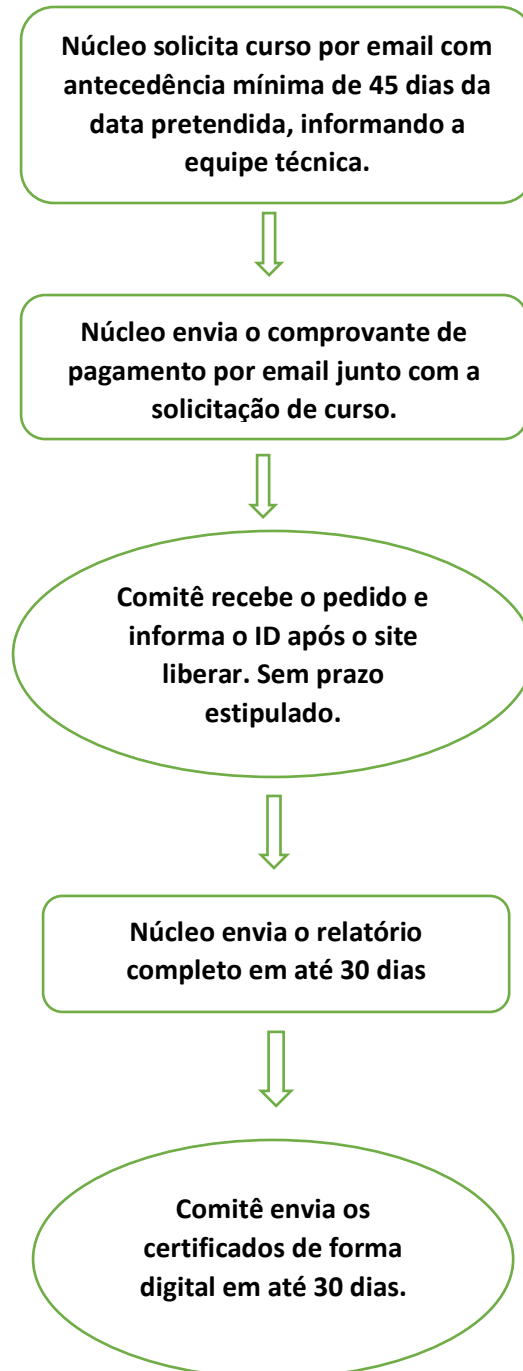 Núcleo solicita curso por email com
antecedência mínima de 45 dias da
data pretendida, informando a
equipe técnica.
Núcleo envia o comprovante de
pagamento por email junto com a
solicitação de curso.
Comitê recebe o pedido e
informa o ID após o site
liberar. Sem prazo
estipulado.
Núcleo envia o relatório
completo em até 30 dias
Comitê envia os
certificados de forma
digital em até 30 dias.